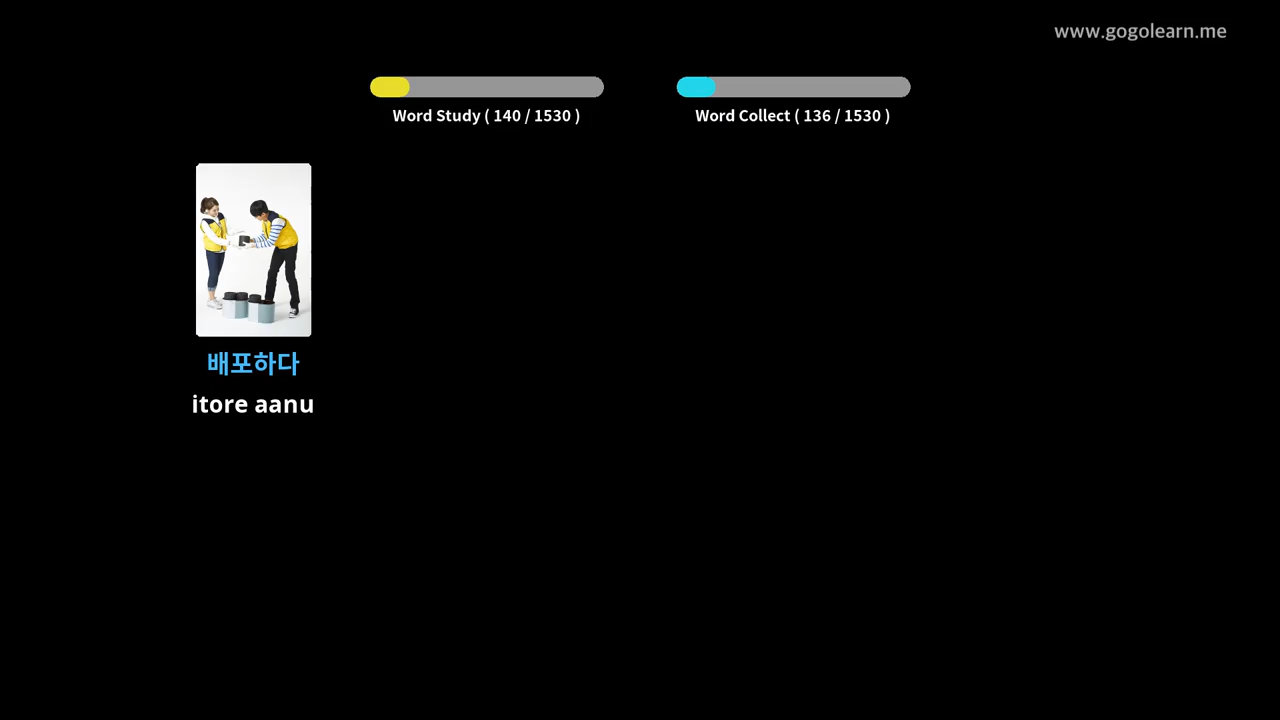 www.gogolearn.me
Word Study ( 140 / 1530 )
Word Collect ( 136 / 1530 )
배포하다
itore aanu